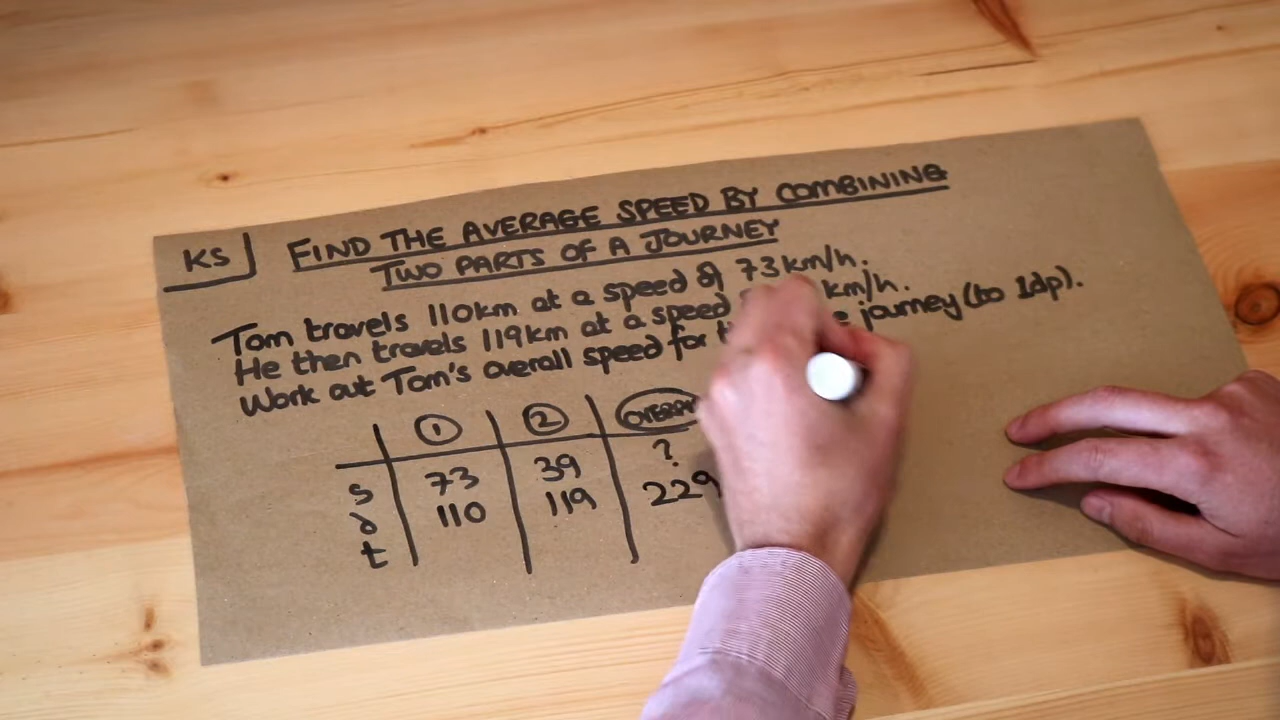 KS
FIND THE AVERAGE SPEED BY COMBINING
TWO PARTS OF A JOURNEY
Tom travels 110km at a speed of 73km/h.
He then travels 119km at a speed km/h.
Work out Tom's overall speed for journey (to 1dp).
① ②
s 73 39 ?
d 110 119 229
t